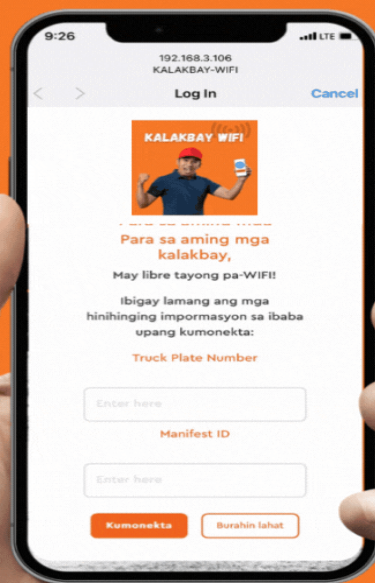 9:26
LTE
192.168.3.106
KALAKBAY-WIFI
Log In
Cancel
KALAKBAY WIFI
Para sa aming mga
kalakbay,
May libre tayong pa-WIFI!
Ibigay lamang ang mga
hinihinging impormasyon sa ibaba
upang kumonekta:
Truck Plate Number
Enter here
Manifest ID
Enter here
Kumonekta
Burahin lahat